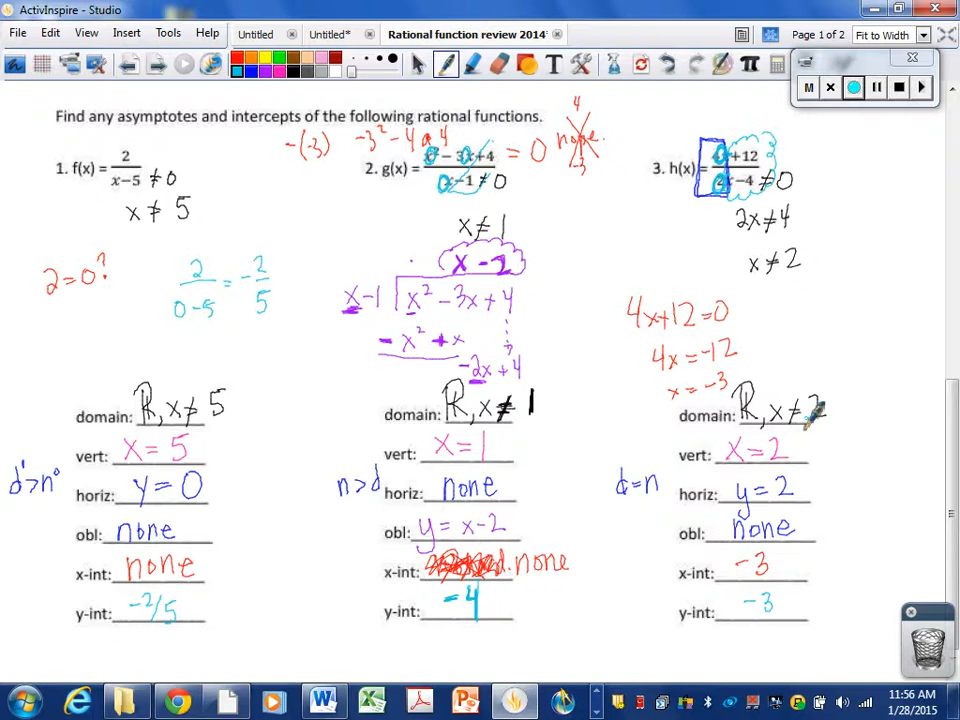 ActivInspire - Studio
File Edit View Insert Tools Help
Untitled Untitled* Rational function review 2014' Page 1 of 2 Fit to Width
Find any asymptotes and intercepts of the following rational functions.
-(-3) -3² - 4·4 4 none -3
1. f(x) = 2 / x-5 ≠0
x ≠ 5
2 = 0?
2 / 0-5 = -2/5
2. g(x) = x² - 3x+4 / x-1 = 0 ≠0
x ≠ 1
x - 2
x-1 x² - 3x + 4
- x² + x
-2x + 4
3. h(x) = 4x+12 / 2x-4 ≠0
2x ≠ 4
x ≠ 2
4x+12=0
4x = -12
x = -3
domain: ℝ, x ≠ 5
vert: x = 5
d' > n° horiz: y = 0
obl: none
x-int: none
y-int: -2/5
domain: ℝ, x ≠ 1
vert: x = 1
n > d horiz: none
obl: y = x-2
x-int: none
y-int: = 4
domain: ℝ, x ≠ 2
vert: x = 2
d = n horiz: y = 2
obl: none
x-int: -3
y-int: -3
11:56 AM
1/28/2015